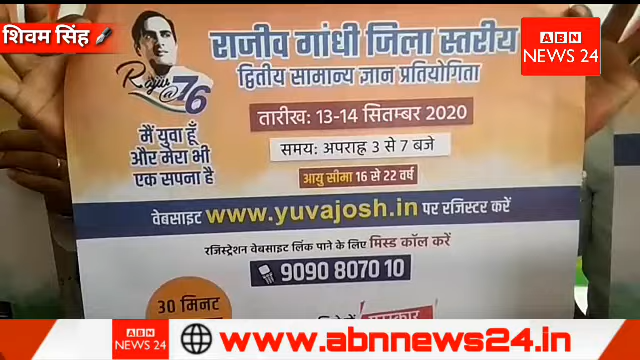 शिवम सिंह
ABN
NEWS 24
राजीव गांधी जिला स्तरीय
द्वितीय सामान्य ज्ञान प्रतियोगिता
Rajiv
@76
तारीख: 13-14 सितम्बर 2020
मैं युवा हूँ
और मेरा भी
एक सपना है
समय: अपराह्न 3 से 7 बजे
आयु सीमा 16 से 22 वर्ष
वेबसाइट www.yuvajosh.in पर रजिस्टर करें
रजिस्ट्रेशन वेबसाइट लिंक पाने के लिए मिस्ड कॉल करें
9090 8070 10
30 मिनट
ABN
NEWS 24
www.abnnews24.in